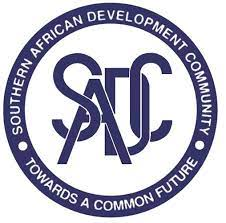 SOUTHERN AFRICAN DEVELOPMENT COMMUNITY
SADC
TOWARDS A COMMON FUTURE